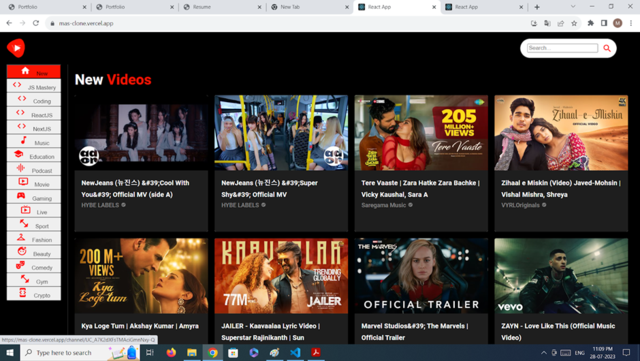 Portfolio
Portfolio
Resume
New Tab
React App
React App
mas-clone.vercel.app
M
Search...
New
JS Mastery
Coding
ReactJS
NextJS
Music
Education
Podcast
Movie
Gaming
Live
Sport
Fashion
Beauty
Comedy
Gym
Crypto
New Videos
205
MILLION+
VIEWS
Tere Vaaste
4K
Zihaal-e-Miskin
OFFICIAL VIDEO
NewJeans (뉴진스) &#39;Cool With
You&#39; Official MV (side A)
HYBE LABELS
NewJeans (뉴진스) &#39;Super
Shy&#39; Official MV
HYBE LABELS
Tere Vaaste | Zara Hatke Zara Bachke |
Vicky Kaushal, Sara A
Saregama Music
Zihaal e Miskin (Video) Javed-Mohsin |
Vishal Mishra, Shreya
VYRLOriginals
200 M+
VIEWS
Kya Loge Tum
KAAVAALAA
77M
TRENDING
GLOBALLY
JAILER
THE MARVELS
OFFICIAL TRAILER
vevo
Kya Loge Tum | Akshay Kumar | Amyra
JAILER - Kaavaalaa Lyric Video |
Superstar Rajinikanth | Sun
Marvel Studios&#39; The Marvels |
Official Trailer
ZAYN - Love Like This (Official Music
Video)
Type here to search
ENG
11:09 PM
28-07-2023